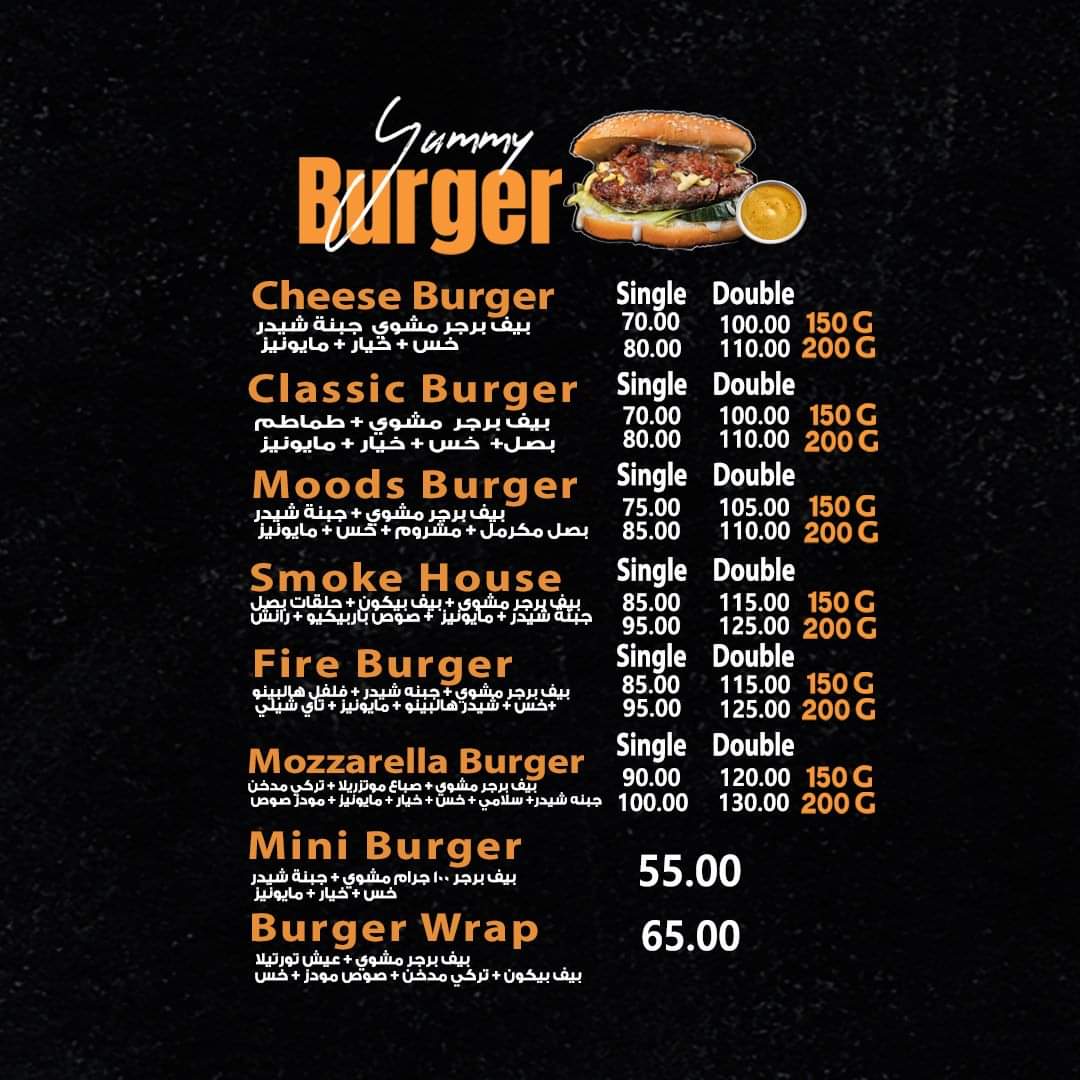 Yummy
Burger
Cheese Burger Single Double
بيف برجر مشوي جبنة شيدر 70.00 100.00 150 G
خس + خيار + مايونيز 80.00 110.00 200 G
Classic Burger Single Double
بيف برجر مشوي + طماطم 70.00 100.00 150 G
بصل+ خس + خيار + مايونيز 80.00 110.00 200 G
Moods Burger Single Double
بيف برجر مشوي + جبنة شيدر 75.00 105.00 150 G
بصل مكرمل + مشروم + خس + مايونيز 85.00 110.00 200 G
Smoke House Single Double
بيف برجر مشوي + بيف بيكون + حلقات بصل 85.00 115.00 150 G
جبنة شيدر + مايونيز + صوص باربيكيو + رانش 95.00 125.00 200 G
Fire Burger Single Double
بيف برجر مشوي + جبنه شيدر + فلفل هالبينو 85.00 115.00 150 G
+خس + شيدر هالبينو + مايونيز + تاي شيلي 95.00 125.00 200 G
Mozzarella Burger Single Double
بيف برجر مشوي + صباع موتزريلا + تركي مدخن 90.00 120.00 150 G
جبنه شيدر+ سلامي + خس + خيار + مايونيز + مودز صوص 100.00 130.00 200 G
Mini Burger 55.00
بيف برجر ١٠٠ جرام مشوي + جبنة شيدر
خس + خيار + مايونيز
Burger Wrap 65.00
بيف برجر مشوي + عيش تورتيلا
بيف بيكون + تركي مدخن + صوص مودز + خس